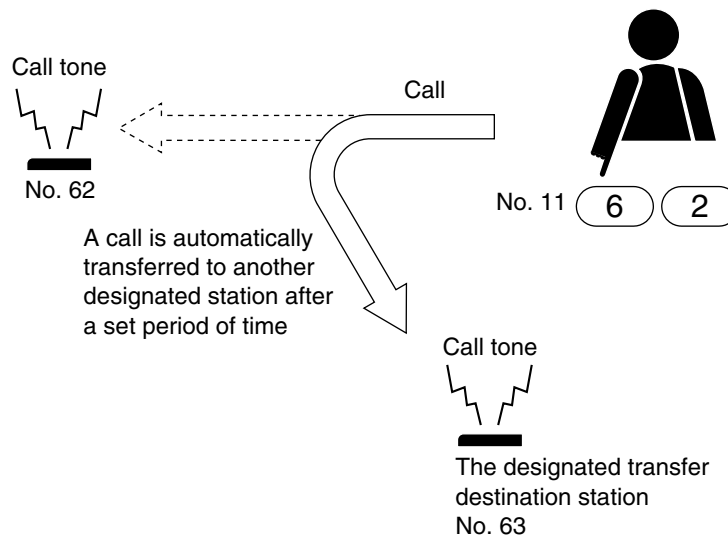 Call tone
No. 62
Call
No. 11 6 2
A call is automatically
transferred to another
designated station after
a set period of time
Call tone
The designated transfer
destination station
No. 63